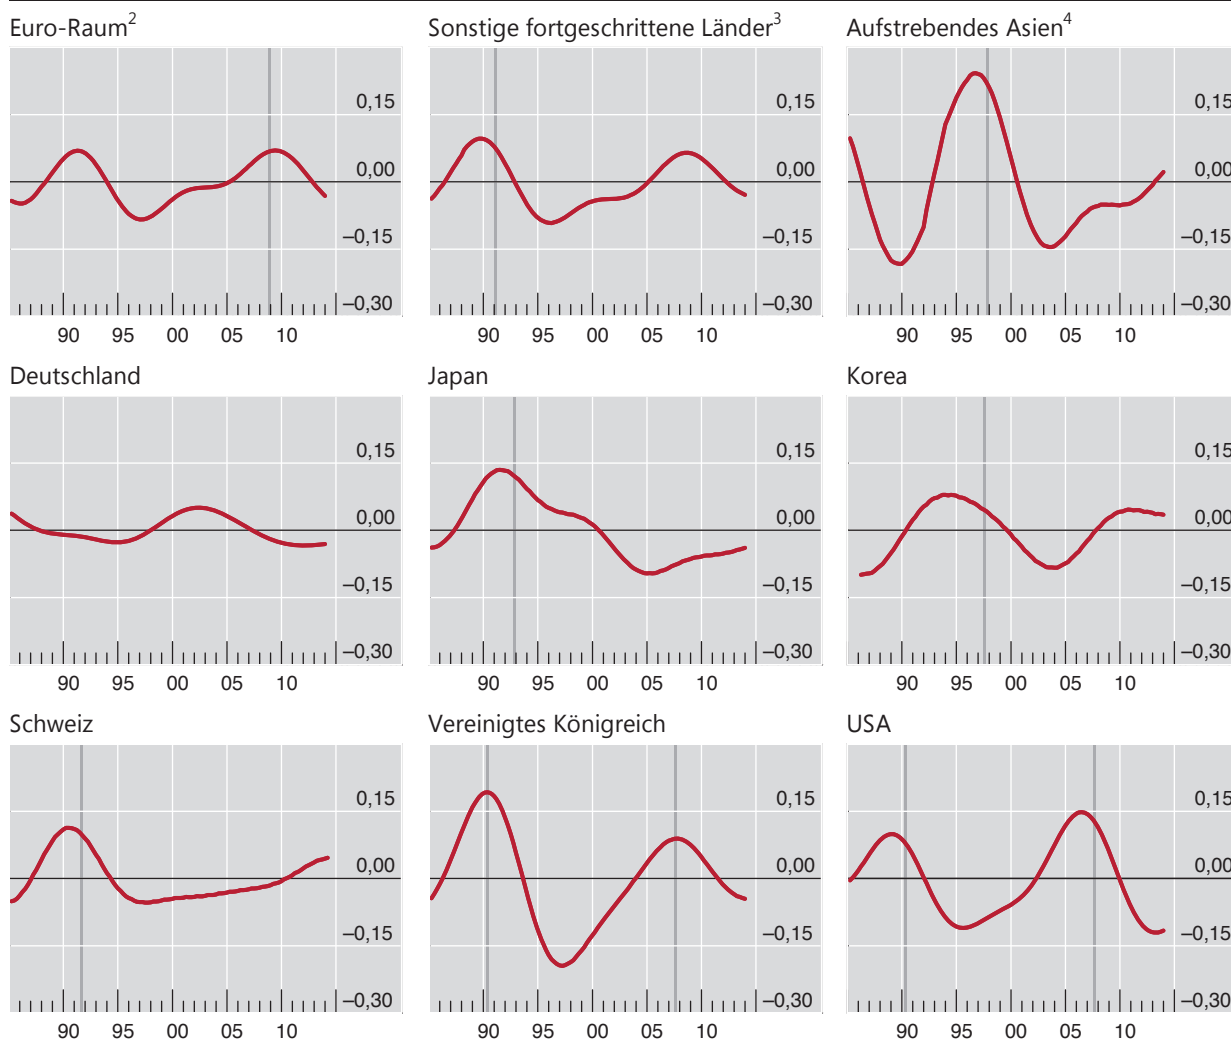 Euro-Raum2 Sonstige fortgeschrittene Länder3 Aufstrebendes Asien4
0,15 0,15 0,15
0,00 0,00 0,00
–0,15 –0,15 –0,15
–0,30 –0,30 –0,30
90 95 00 05 10 90 95 00 05 10 90 95 00 05 10
Deutschland Japan Korea
0,15 0,15 0,15
0,00 0,00 0,00
–0,15 –0,15 –0,15
–0,30 –0,30 –0,30
90 95 00 05 10 90 95 00 05 10 90 95 00 05 10
Schweiz Vereinigtes Königreich USA
0,15 0,15 0,15
0,00 0,00 0,00
–0,15 –0,15 –0,15
–0,30 –0,30 –0,30
90 95 00 05 10 90 95 00 05 10 90 95 00 05 10